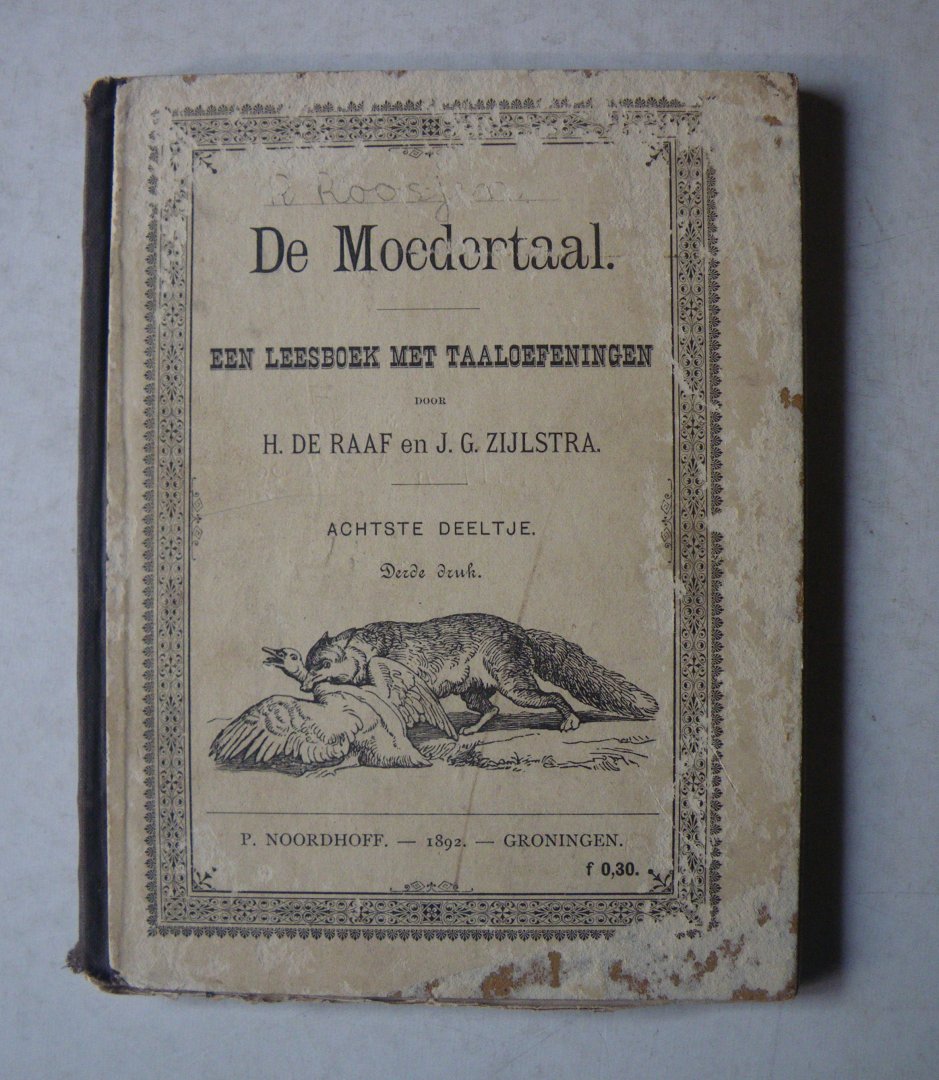 De Moedertaal.
EEN LEESBOEK MET TAALOEFENINGEN
DOOR
H. DE RAAF en J. G. ZIJLSTRA.
ACHTSTE DEELTJE.
Derde druk.
P. NOORDHOFF. — 1892. — GRONINGEN.
f 0,30.